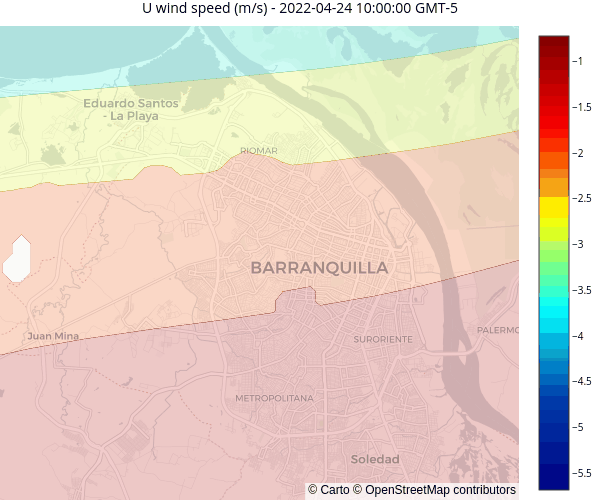 U wind speed (m/s) - 2022-04-24 10:00:00 GMT-5
Eduardo Santos
- La Playa
RIOMAR
BARRANQUILLA
Juan Mina
SURORIENTE
PALERMO
METROPOLITANA
Soledad
© Carto © OpenStreetMap contributors
−1
−1.5
−2
−2.5
−3
−3.5
−4
−4.5
−5
−5.5